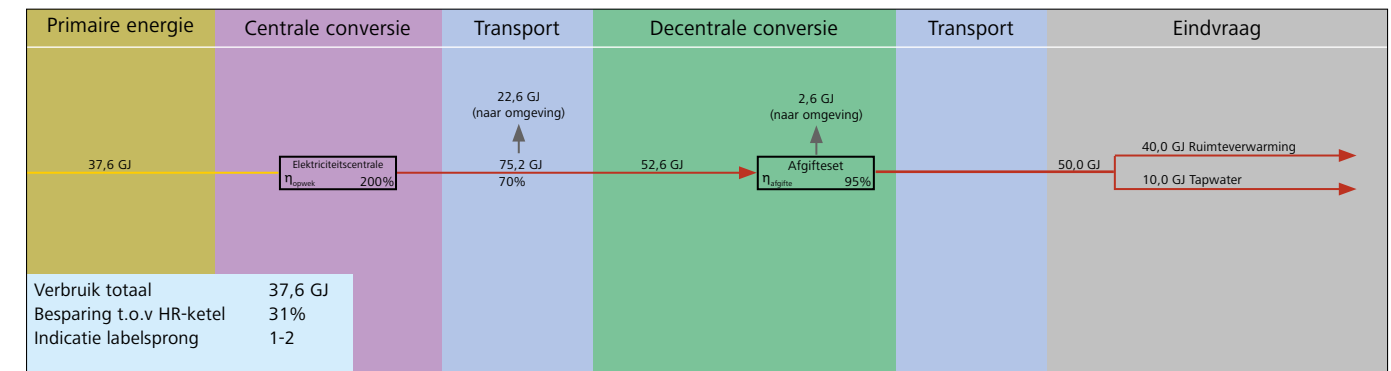 Primaire energie
Centrale conversie
Transport
Decentrale conversie
Transport
Eindvraag
22,6 GJ
(naar omgeving)
2,6 GJ
(naar omgeving)
37,6 GJ
Elektriciteitscentrale
ηopwek 200%
75,2 GJ
70%
52,6 GJ
Afgifteset
ηafgifte 95%
50,0 GJ
40,0 GJ Ruimteverwarming
10,0 GJ Tapwater
Verbruik totaal 37,6 GJ
Besparing t.o.v HR-ketel 31%
Indicatie labelsprong 1-2